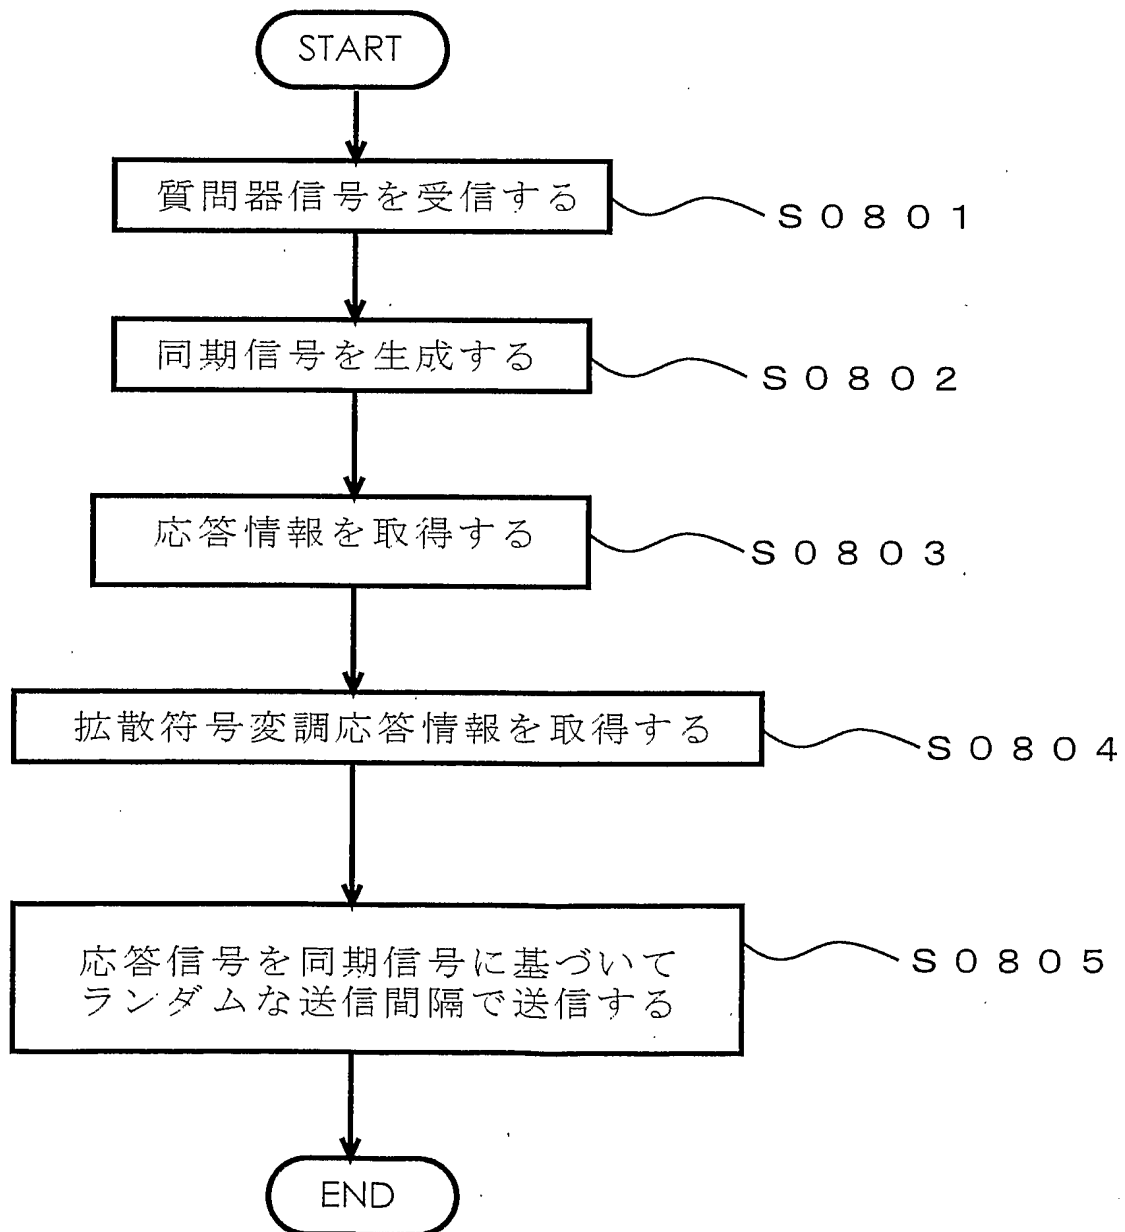 START
質問器信号を受信する
S0801
同期信号を生成する
S0802
応答情報を取得する
S0803
拡散符号変調応答情報を取得する
S0804
応答信号を同期信号に基づいて
ランダムな送信間隔で送信する
S0805
END